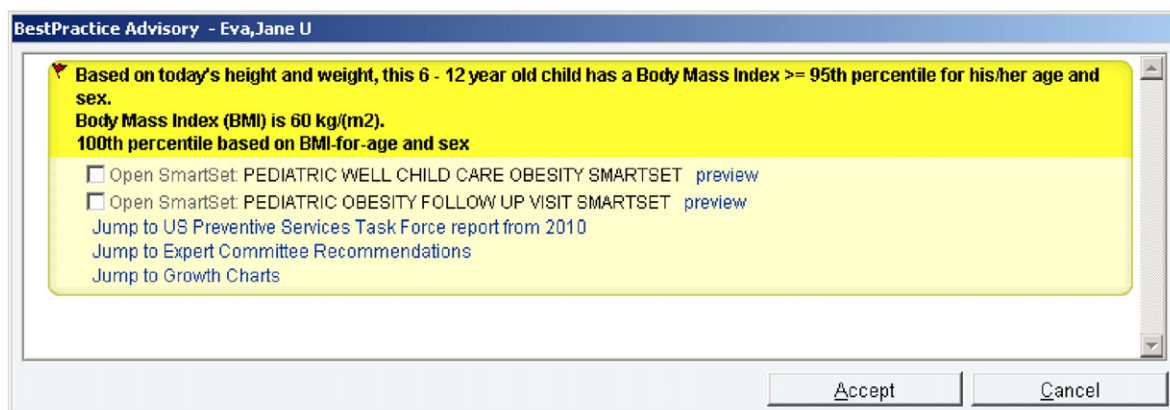 BestPractice Advisory - Eva,Jane U
Based on today's height and weight, this 6 - 12 year old child has a Body Mass Index >= 95th percentile for his/her age and
sex.
Body Mass Index (BMI) is 60 kg/(m2).
100th percentile based on BMI-for-age and sex
Open SmartSet: PEDIATRIC WELL CHILD CARE OBESITY SMARTSET preview
Open SmartSet: PEDIATRIC OBESITY FOLLOW UP VISIT SMARTSET preview
Jump to US Preventive Services Task Force report from 2010
Jump to Expert Committee Recommendations
Jump to Growth Charts
Accept Cancel